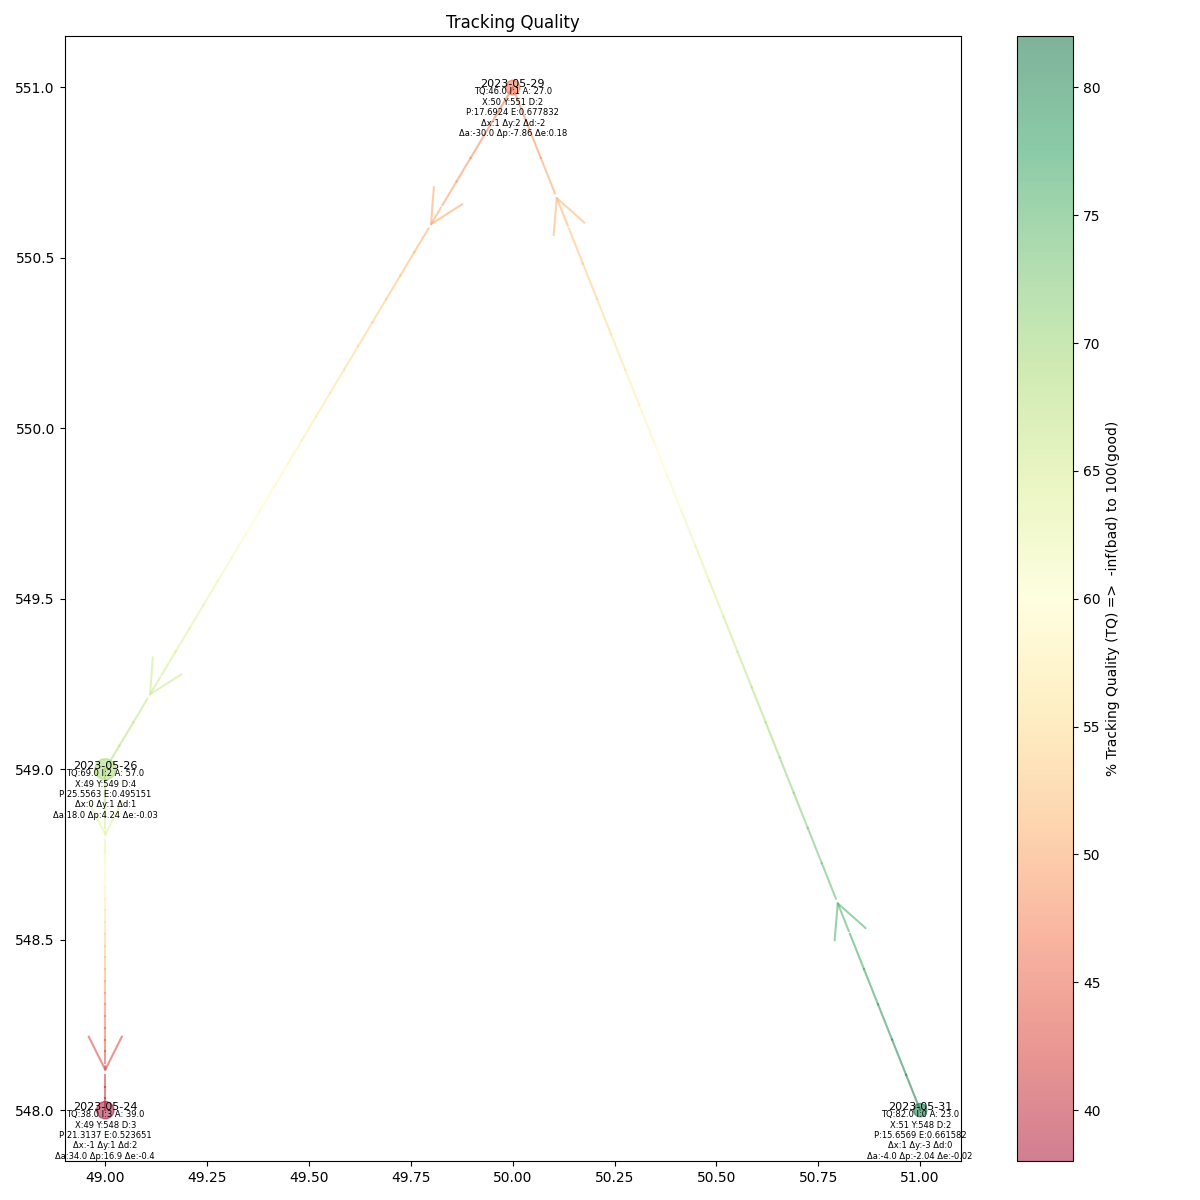 Tracking Quality
551.0
550.5
550.0
549.5
549.0
548.5
548.0
2023-05-29
TQ:46.0 I:1 A: 27.0
X:50 Y:551 D:2
P:17.6924 E:0.677832
Δx:1 Δy:2 Δd:-2
Δa:-30.0 Δp:-7.86 Δe:0.18
2023-05-26
TQ:69.0 I:2 A: 57.0
X:49 Y:549 D:4
P:25.5563 E:0.495151
Δx:0 Δy:1 Δd:1
Δa:18.0 Δp:4.24 Δe:-0.03
2023-05-24
TQ:38.0 I:3 A: 39.0
X:49 Y:548 D:3
P:21.3137 E:0.523651
Δx:-1 Δy:1 Δd:2
Δa:34.0 Δp:16.9 Δe:-0.4
2023-05-31
TQ:82.0 I:0 A: 23.0
X:51 Y:548 D:2
P:15.6569 E:0.661582
Δx:1 Δy:-3 Δd:0
Δa:-4.0 Δp:-2.04 Δe:-0.02
49.00 49.25 49.50 49.75 50.00 50.25 50.50 50.75 51.00
80
75
70
65
60
55
50
45
40
% Tracking Quality (TQ) => -inf(bad) to 100(good)